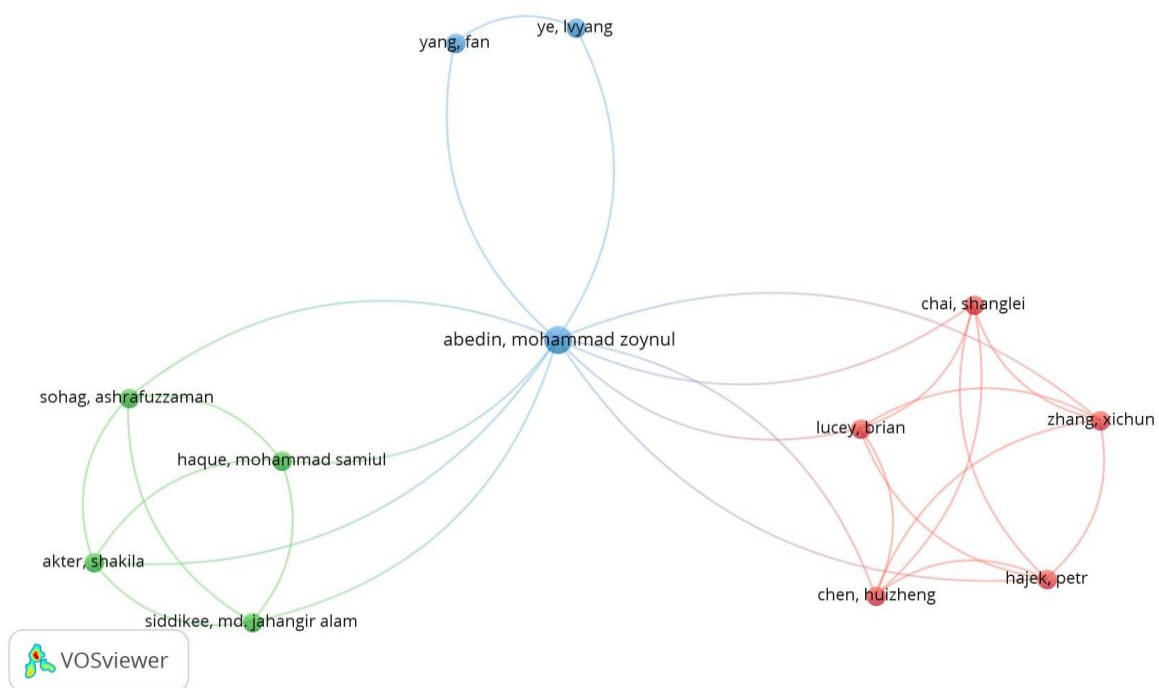 ye, lvyang
yang, fan
chai, shanglei
abedin, mohammad zoynul
sohag, ashrafuzzaman
zhang, xichun
lucey, brian
haque, mohammad samiul
akter, shakila
hajek, petr
chen, huizheng
siddikee, md. jahangir alam
VOSviewer